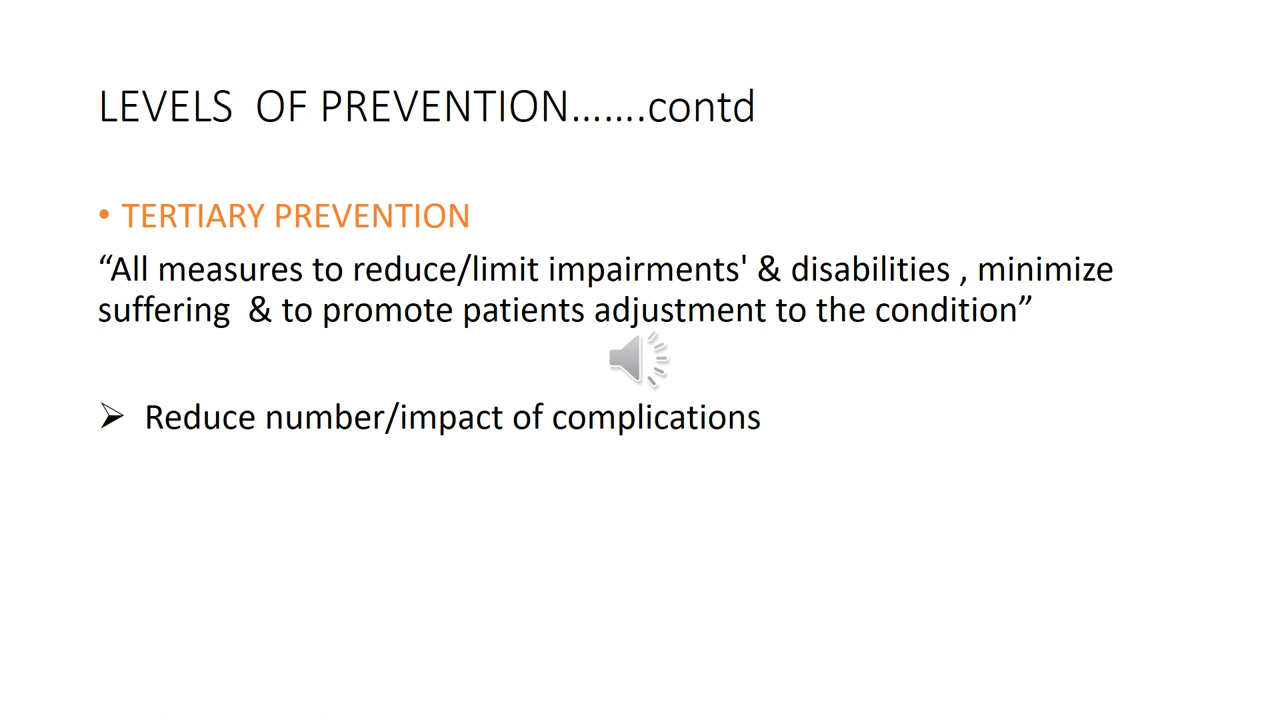 LEVELS  OF PREVENTION…….contd
• TERTIARY PREVENTION
“All measures to reduce/limit impairments' & disabilities , minimize
suffering  & to promote patients adjustment to the condition”
➢ Reduce number/impact of complications